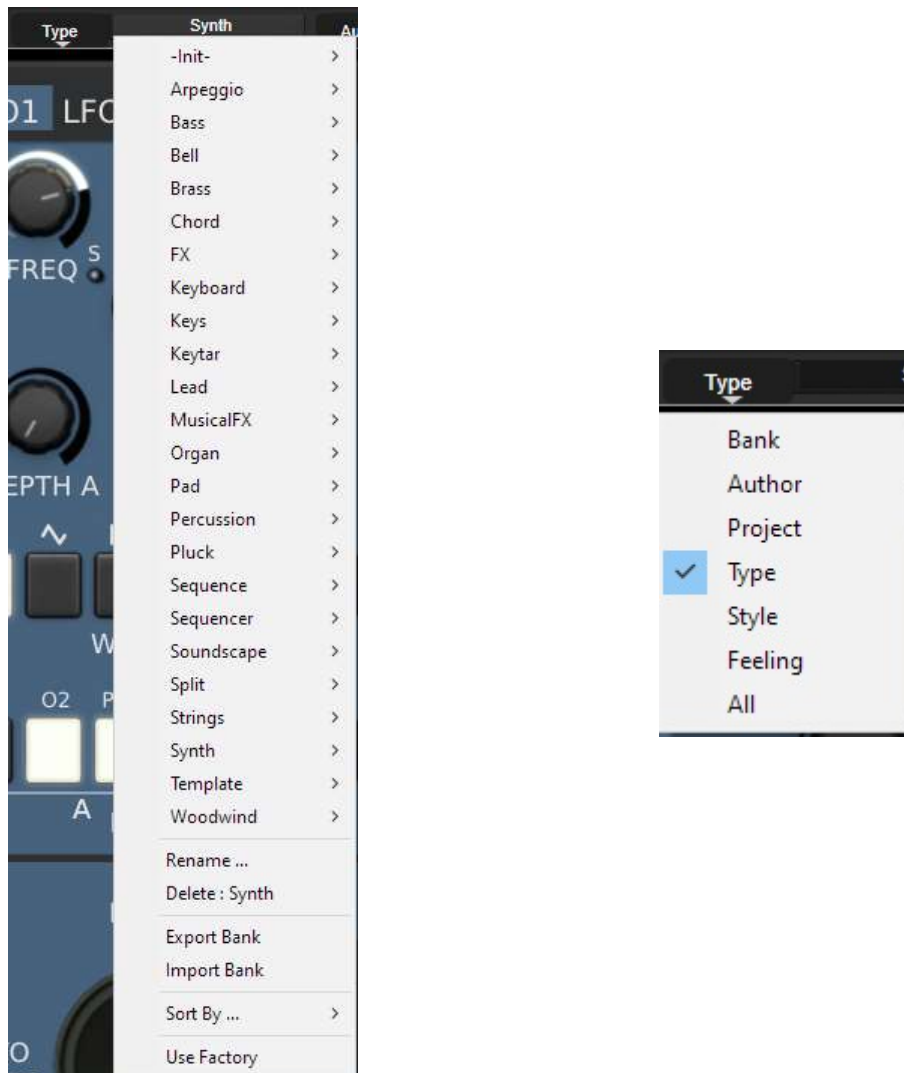 Type
Synth
-Init-
Arpeggio
Bass
Bell
Brass
Chord
FX
Keyboard
Keys
Keytar
Lead
MusicalFX
Organ
Pad
Percussion
Pluck
Sequence
Sequencer
Soundscape
Split
Strings
Synth
Template
Woodwind
Rename ...
Delete : Synth
Export Bank
Import Bank
Sort By ...
Use Factory
FREQ
S
A
O2
A
Type
Bank
Author
Project
Type
Style
Feeling
All